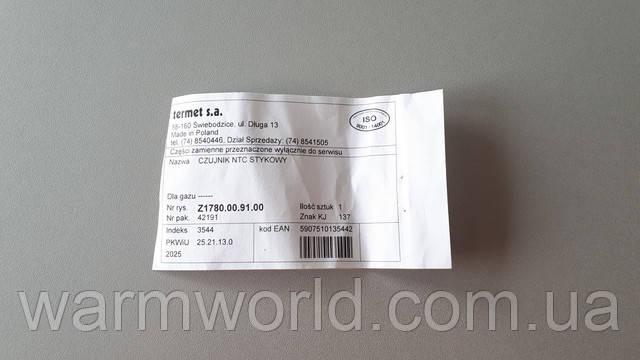 termet s.a.
58-160 Świebodzice, ul. Długa 13
Made in Poland
tel. (74) 8540446, Dział Sprzedaży: (74) 8541505
ISO
9001 - 14001
Części zamienne przeznaczone wyłącznie do serwisu
Nazwa CZUJNIK NTC STYKOWY
Dla gazu ------
Nr rys. Z1780.00.91.00 Ilość sztuk 1
Nr pak. 42191 Znak KJ 137
Indeks 3544 kod EAN 5907510135442
PKWiU 25.21.13.0
2025
warmworld.com.ua